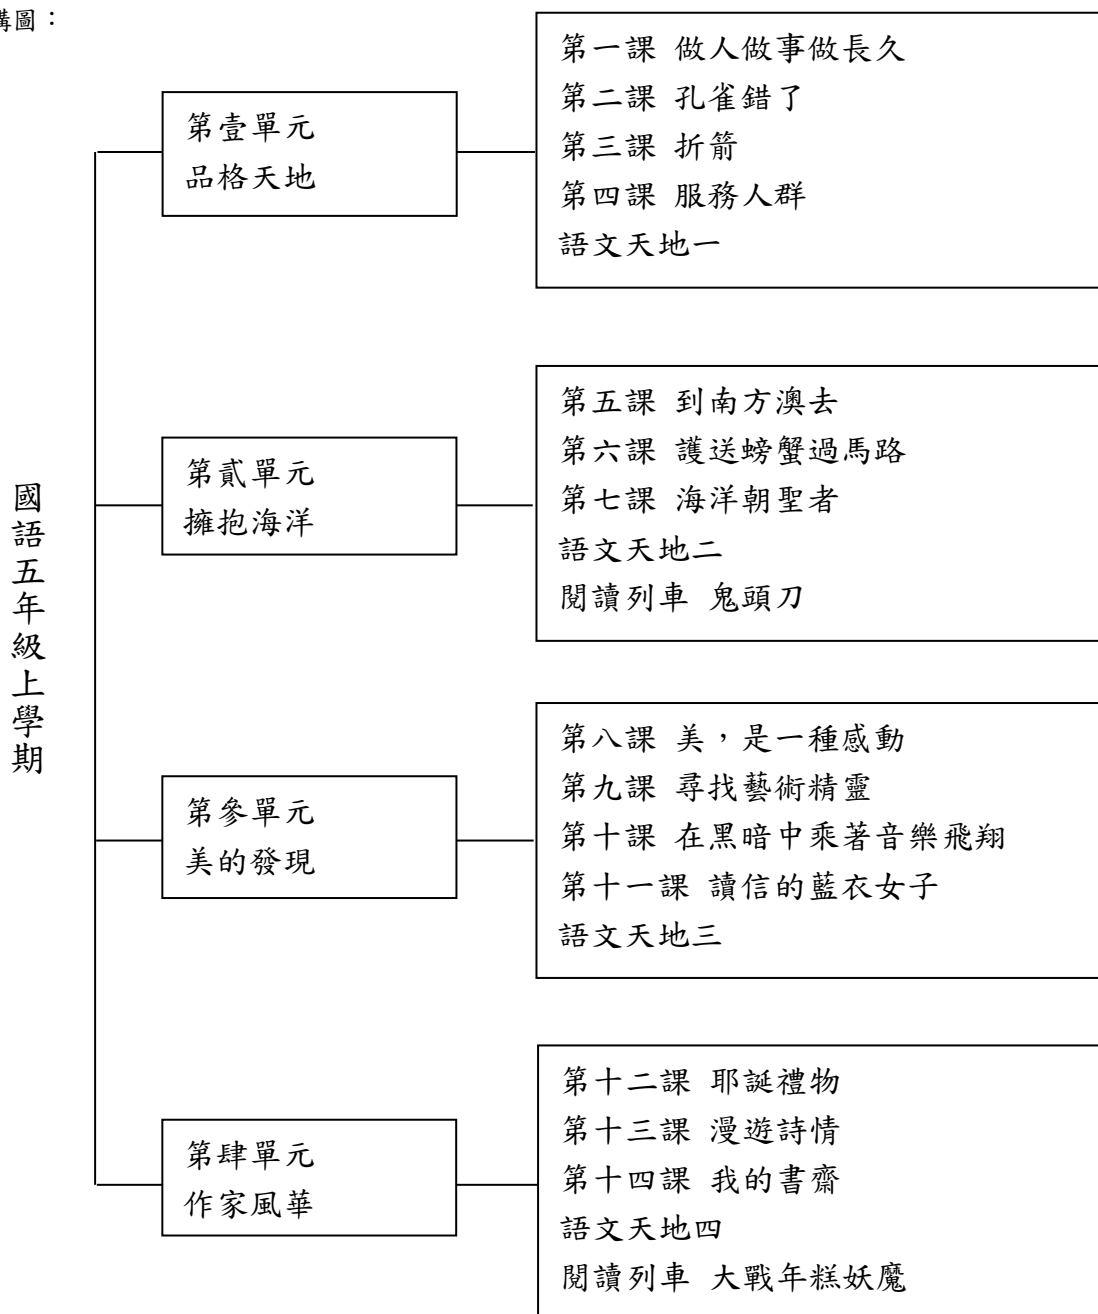 構圖：
國語五年級上學期
第壹單元
品格天地
第一課 做人做事做長久
第二課 孔雀錯了
第三課 折箭
第四課 服務人群
語文天地一
第貳單元
擁抱海洋
第五課 到南方澳去
第六課 護送螃蟹過馬路
第七課 海洋朝聖者
語文天地二
閱讀列車 鬼頭刀
第參單元
美的發現
第八課 美，是一種感動
第九課 尋找藝術精靈
第十課 在黑暗中乘著音樂飛翔
第十一課 讀信的藍衣女子
語文天地三
第肆單元
作家風華
第十二課 耶誕禮物
第十三課 漫遊詩情
第十四課 我的書齋
語文天地四
閱讀列車 大戰年糕妖魔